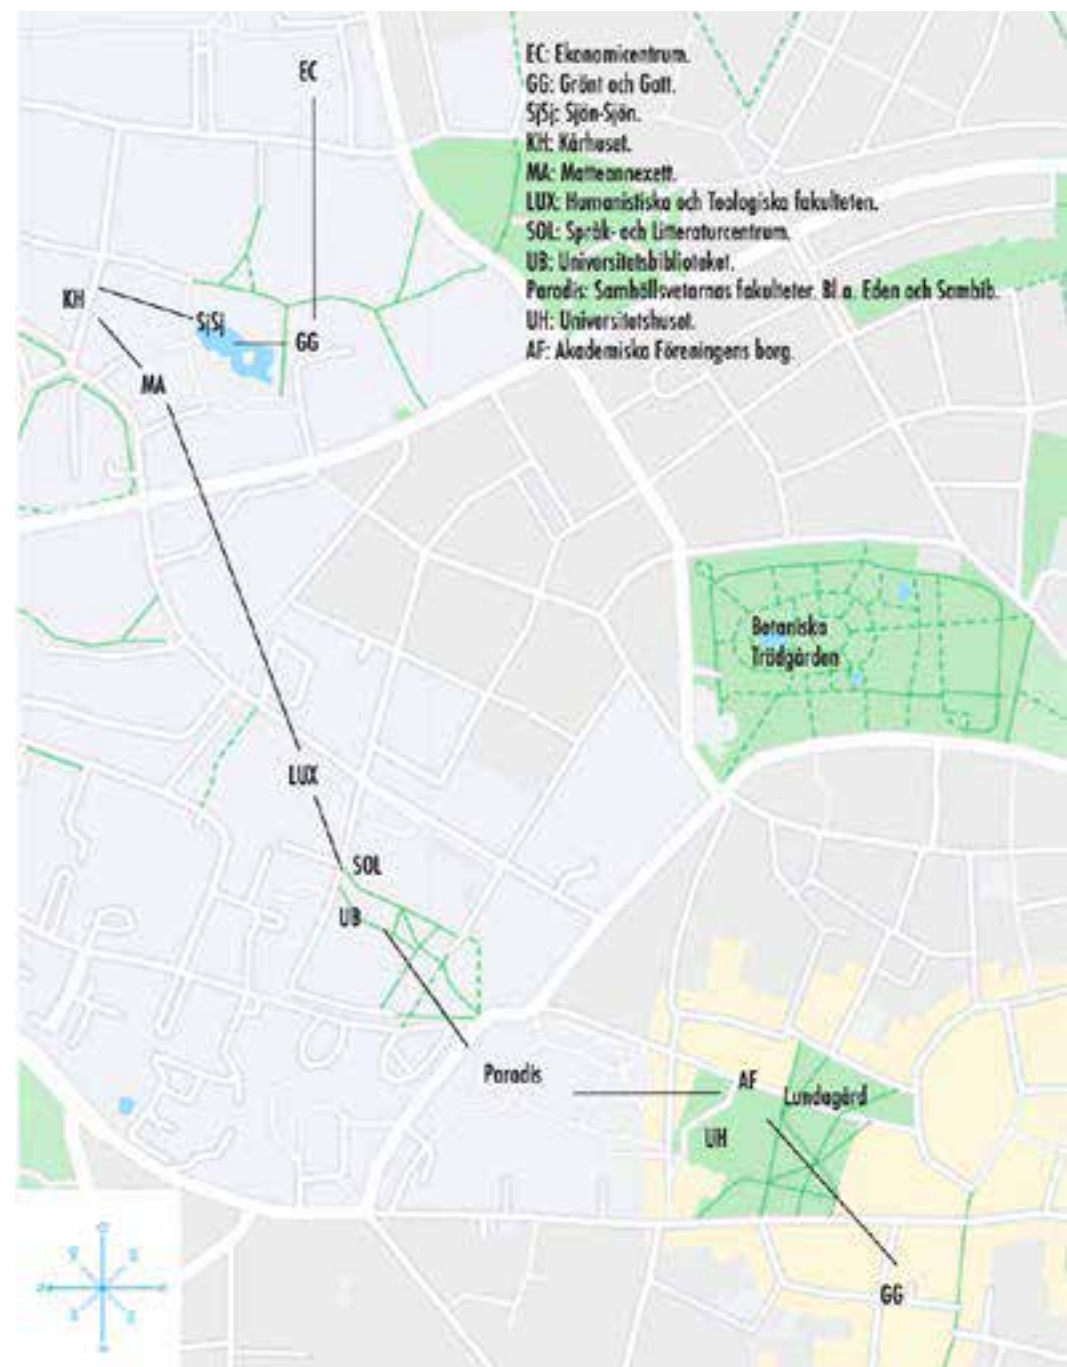 EC
EC: Ekonomicentrum.
GG: Grönt och Gott.
SjSj: Sjön-Sjön.
KH: Kårhuset.
MA: Matteannexett.
LUX: Humanistiska och Teologiska fakulteten.
SOL: Språk- och Litteraturcentrum.
UB: Universitetsbiblioteket.
Paradis: Samhällsvetarnas fakulteter. Bl.a. Eden och Sambib.
UH: Universitetshuset.
AF: Akademiska Föreningens borg.
KH
SjSj
GG
MA
Botaniska
Trädgården
LUX
SOL
UB
Paradis
AF
Lundagård
UH
GG